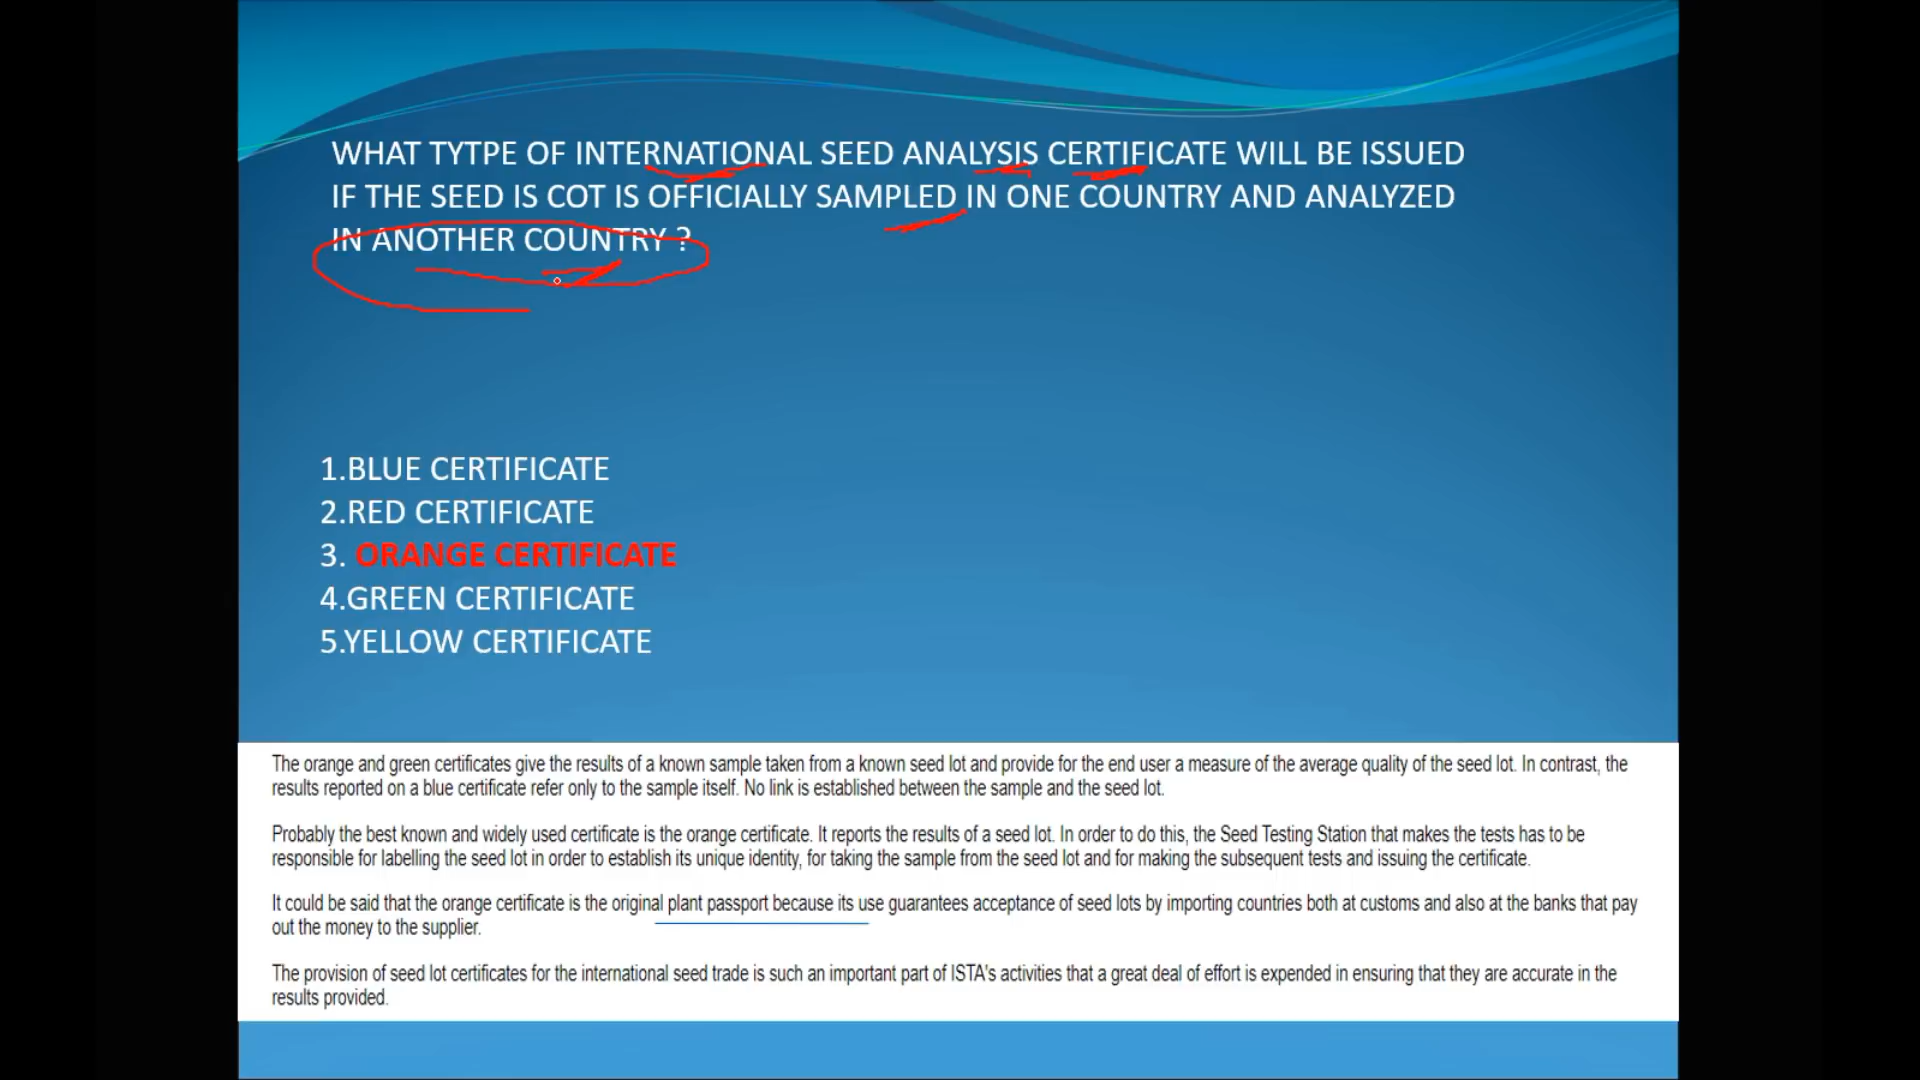 WHAT TYTPE OF INTERNATIONAL SEED ANALYSIS CERTIFICATE WILL BE ISSUED
IF THE SEED IS COT IS OFFICIALLY SAMPLED IN ONE COUNTRY AND ANALYZED
IN ANOTHER COUNTRY ?
1.BLUE CERTIFICATE
2.RED CERTIFICATE
3. ORANGE CERTIFICATE
4.GREEN CERTIFICATE
5.YELLOW CERTIFICATE
The orange and green certificates give the results of a known sample taken from a known seed lot and provide for the end user a measure of the average quality of the seed lot. In contrast, the
results reported on a blue certificate refer only to the sample itself. No link is established between the sample and the seed lot.
Probably the best known and widely used certificate is the orange certificate. It reports the results of a seed lot. In order to do this, the Seed Testing Station that makes the tests has to be
responsible for labelling the seed lot in order to establish its unique identity, for taking the sample from the seed lot and for making the subsequent tests and issuing the certificate.
It could be said that the orange certificate is the original plant passport because its use guarantees acceptance of seed lots by importing countries both at customs and also at the banks that pay
out the money to the supplier.
The provision of seed lot certificates for the international seed trade is such an important part of ISTA's activities that a great deal of effort is expended in ensuring that they are accurate in the
results provided.